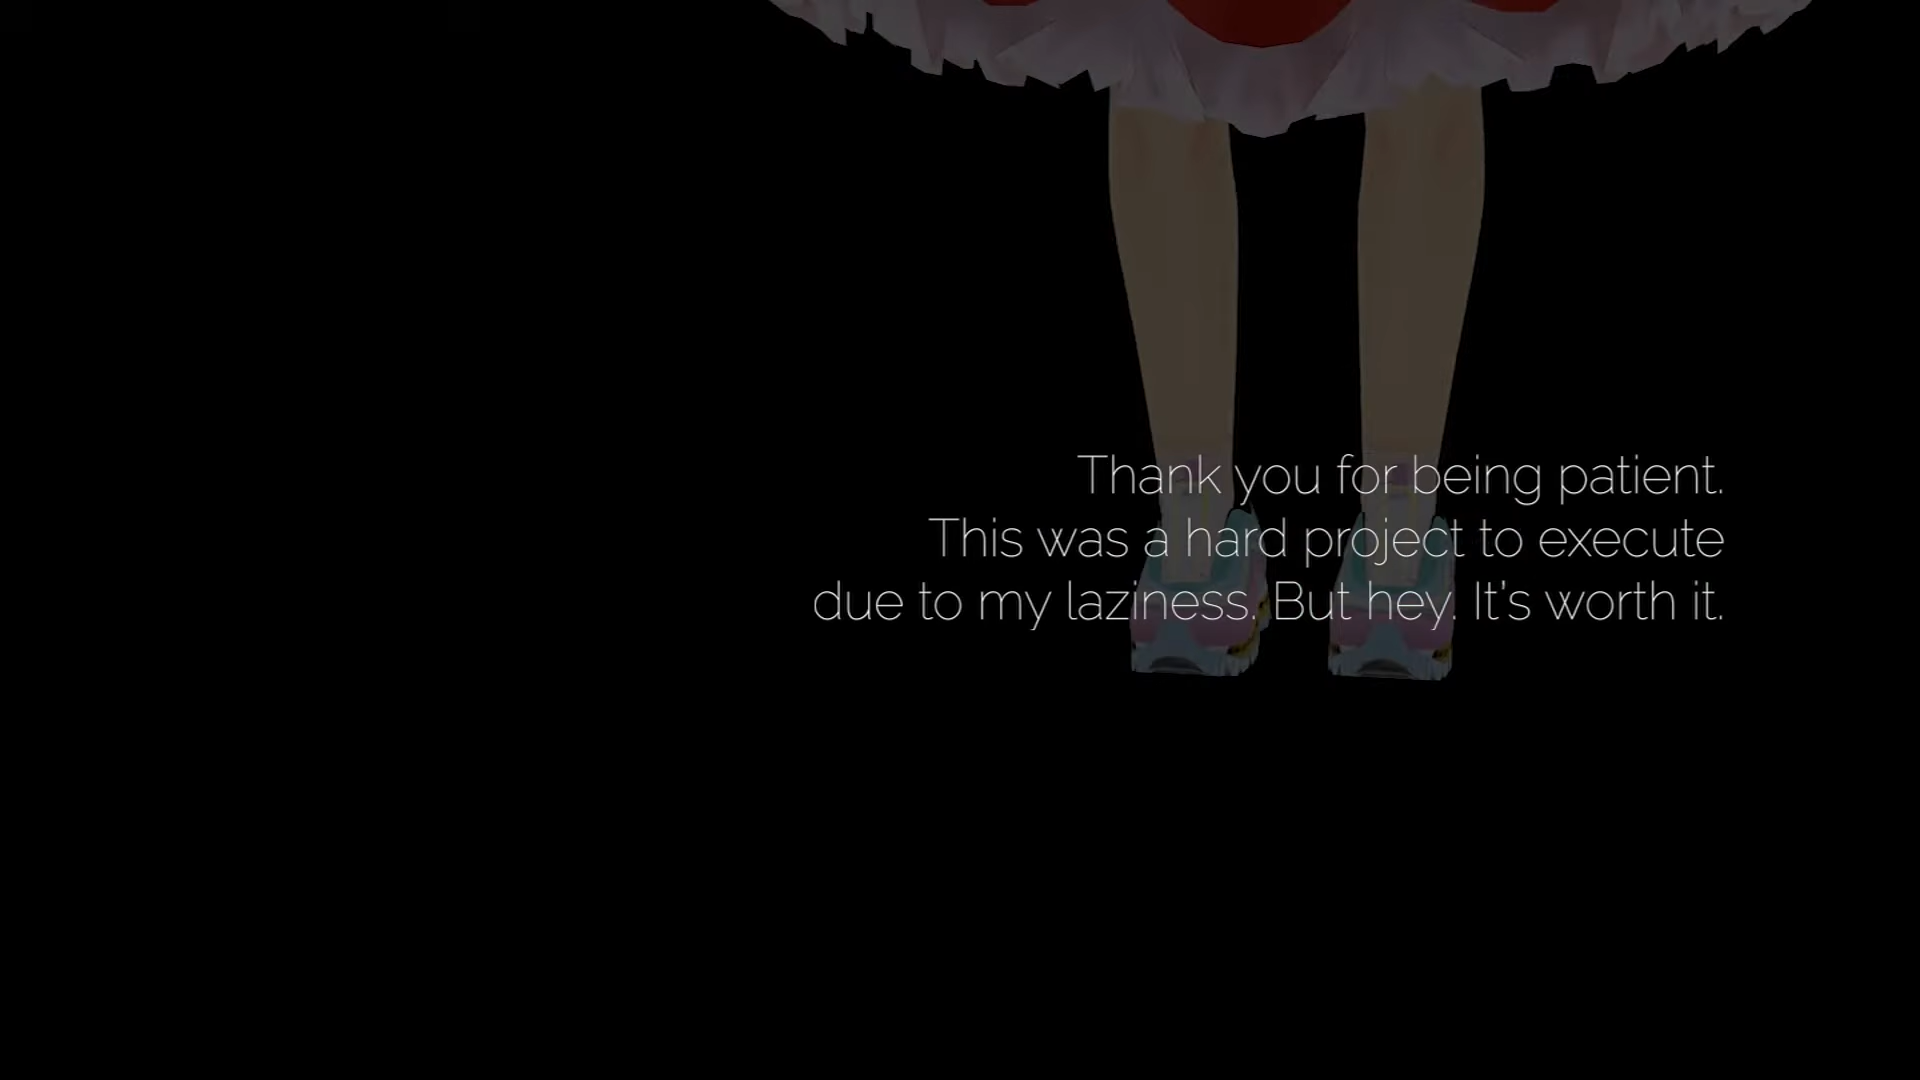 Thank you for being patient.
This was a hard project to execute
due to my laziness. But hey. It's worth it.